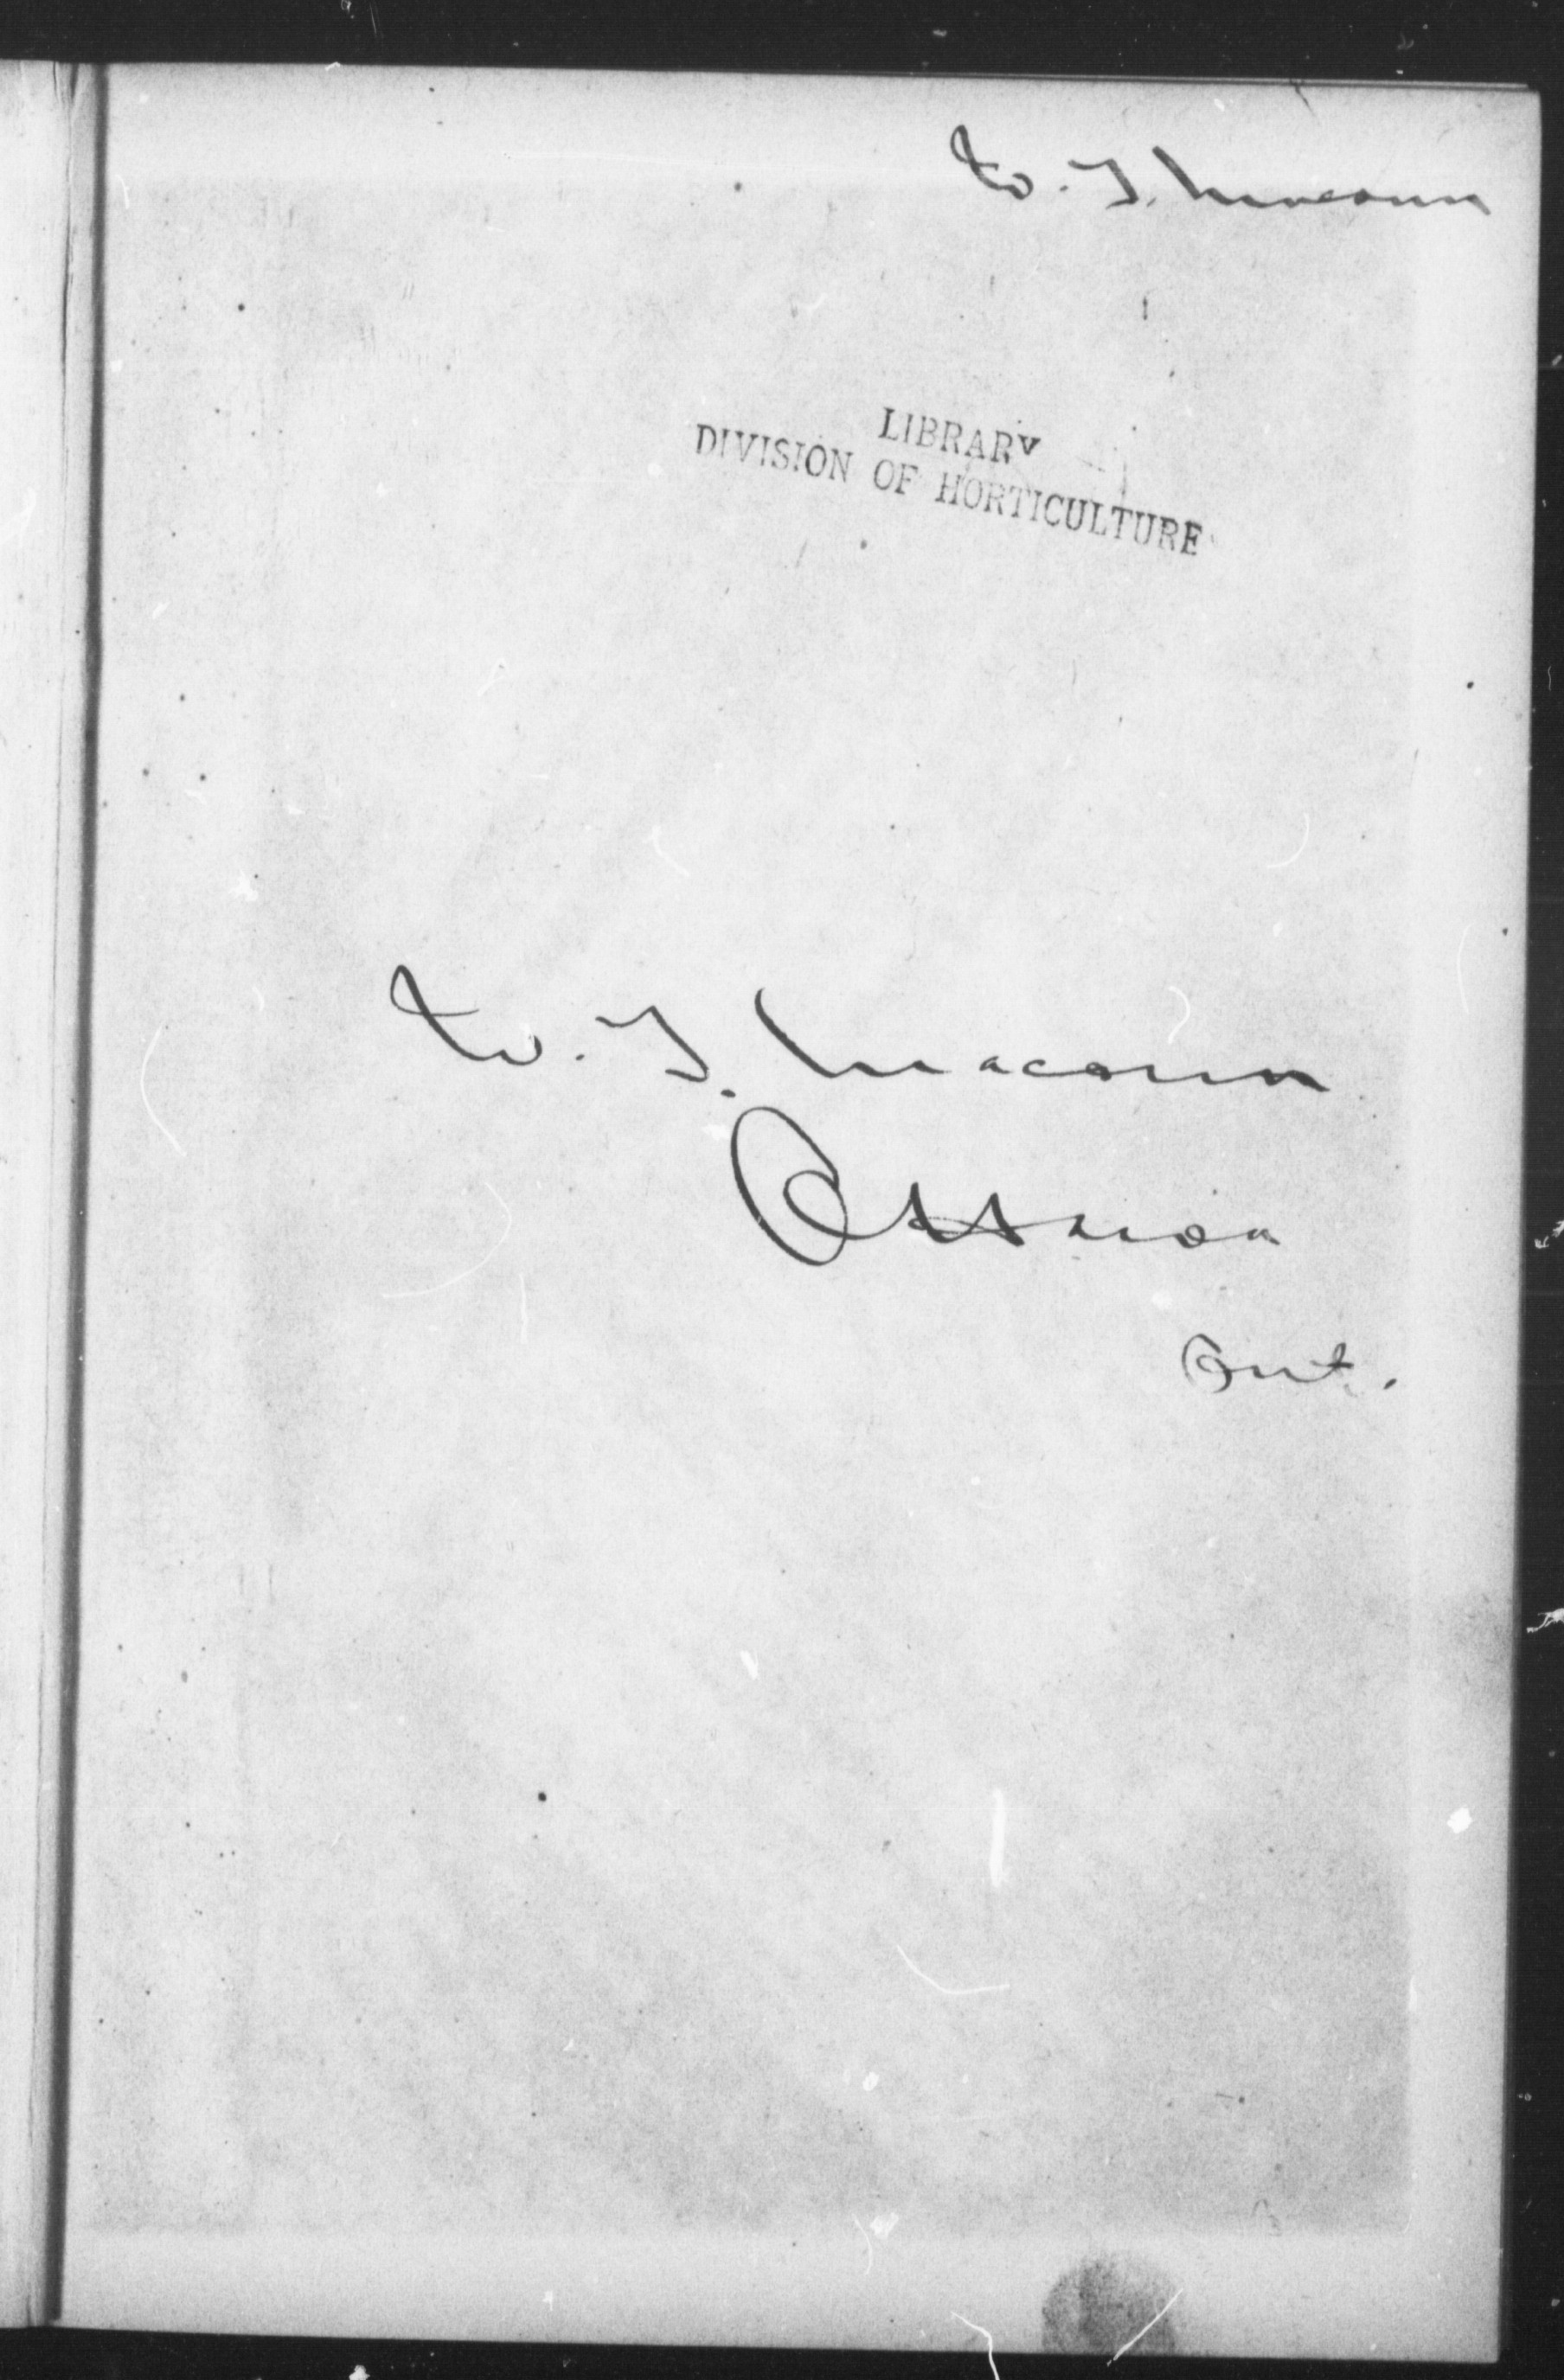 W. T. Macoun
LIBRARY
DIVISION OF HORTICULTURE
W. T. Macoun
Ottawa
Ont.